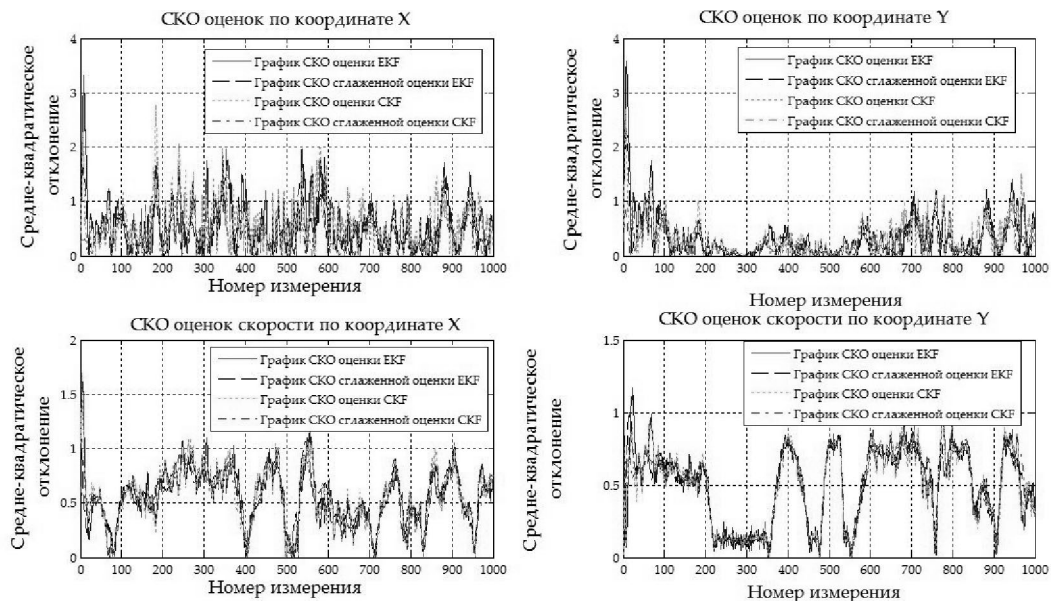 СКО оценок по координате X
Средне-квадратическое
отклонение
4
3
2
1
0
График СКО оценки EKF
График СКО сглаженной оценки EKF
График СКО оценки CKF
График СКО сглаженной оценки CKF
0 100 200 300 400 500 600 700 800 900 1000
Номер измерения
СКО оценок по координате Y
Средне-квадратическое
отклонение
4
3
2
1
0
График СКО оценки EKF
График СКО сглаженной оценки EKF
График СКО оценки CKF
График СКО сглаженной оценки CKF
0 100 200 300 400 500 600 700 800 900 1000
Номер измерения
СКО оценок скорости по координате X
Средне-квадратическое
отклонение
2
1.5
1
0.5
0
График СКО оценки EKF
График СКО сглаженной оценки EKF
График СКО оценки CKF
График СКО сглаженной оценки CKF
0 100 200 300 400 500 600 700 800 900 1000
Номер измерения
СКО оценок скорости по координате Y
Средне-квадратическое
отклонение
1.5
1
0.5
0
График СКО оценки EKF
График СКО сглаженной оценки EKF
График СКО оценки CKF
График СКО сглаженной оценки CKF
0 100 200 300 400 500 600 700 800 900 1000
Номер измерения